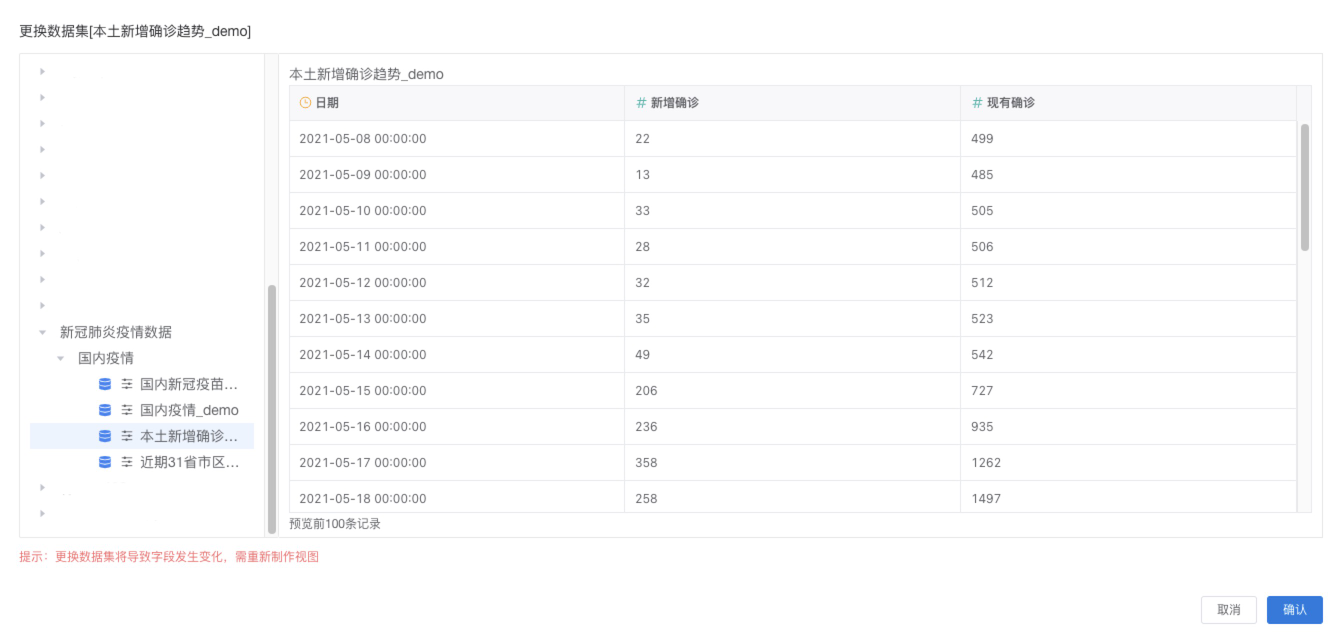 更换数据集[本土新增确诊趋势_demo]
新冠肺炎疫情数据
国内疫情
国内新冠疫苗...
国内疫情_demo
本土新增确诊...
近期31省市区...
本土新增确诊趋势_demo
日期 # 新增确诊 # 现有确诊
2021-05-08 00:00:00 22 499
2021-05-09 00:00:00 13 485
2021-05-10 00:00:00 33 505
2021-05-11 00:00:00 28 506
2021-05-12 00:00:00 32 512
2021-05-13 00:00:00 35 523
2021-05-14 00:00:00 49 542
2021-05-15 00:00:00 206 727
2021-05-16 00:00:00 236 935
2021-05-17 00:00:00 358 1262
2021-05-18 00:00:00 258 1497
预览前100条记录
提示：更换数据集将导致字段发生变化，需重新制作视图
取消 确认